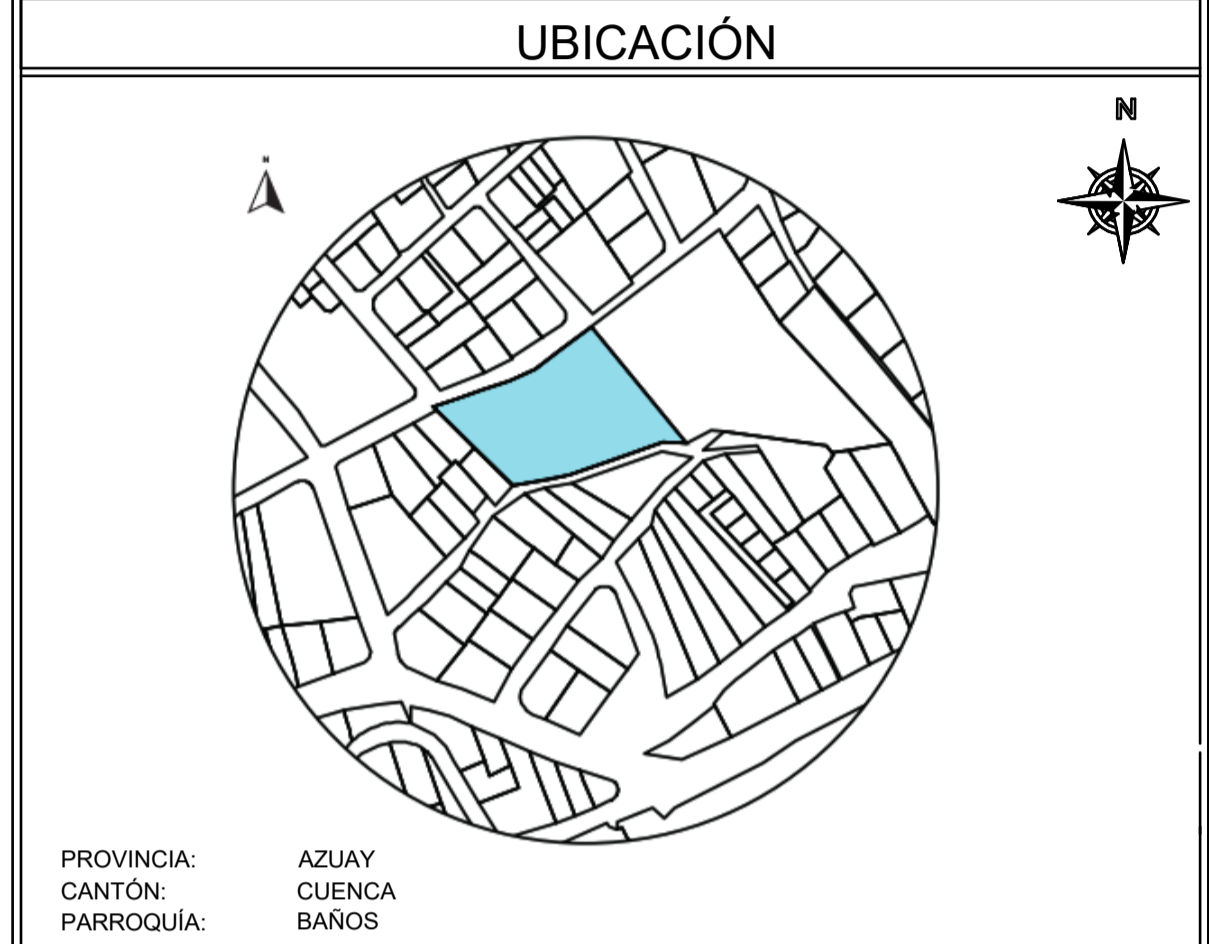 UBICACIÓN
N
N
PROVINCIA: AZUAY
CANTÓN: CUENCA
PARROQUÍA: BAÑOS